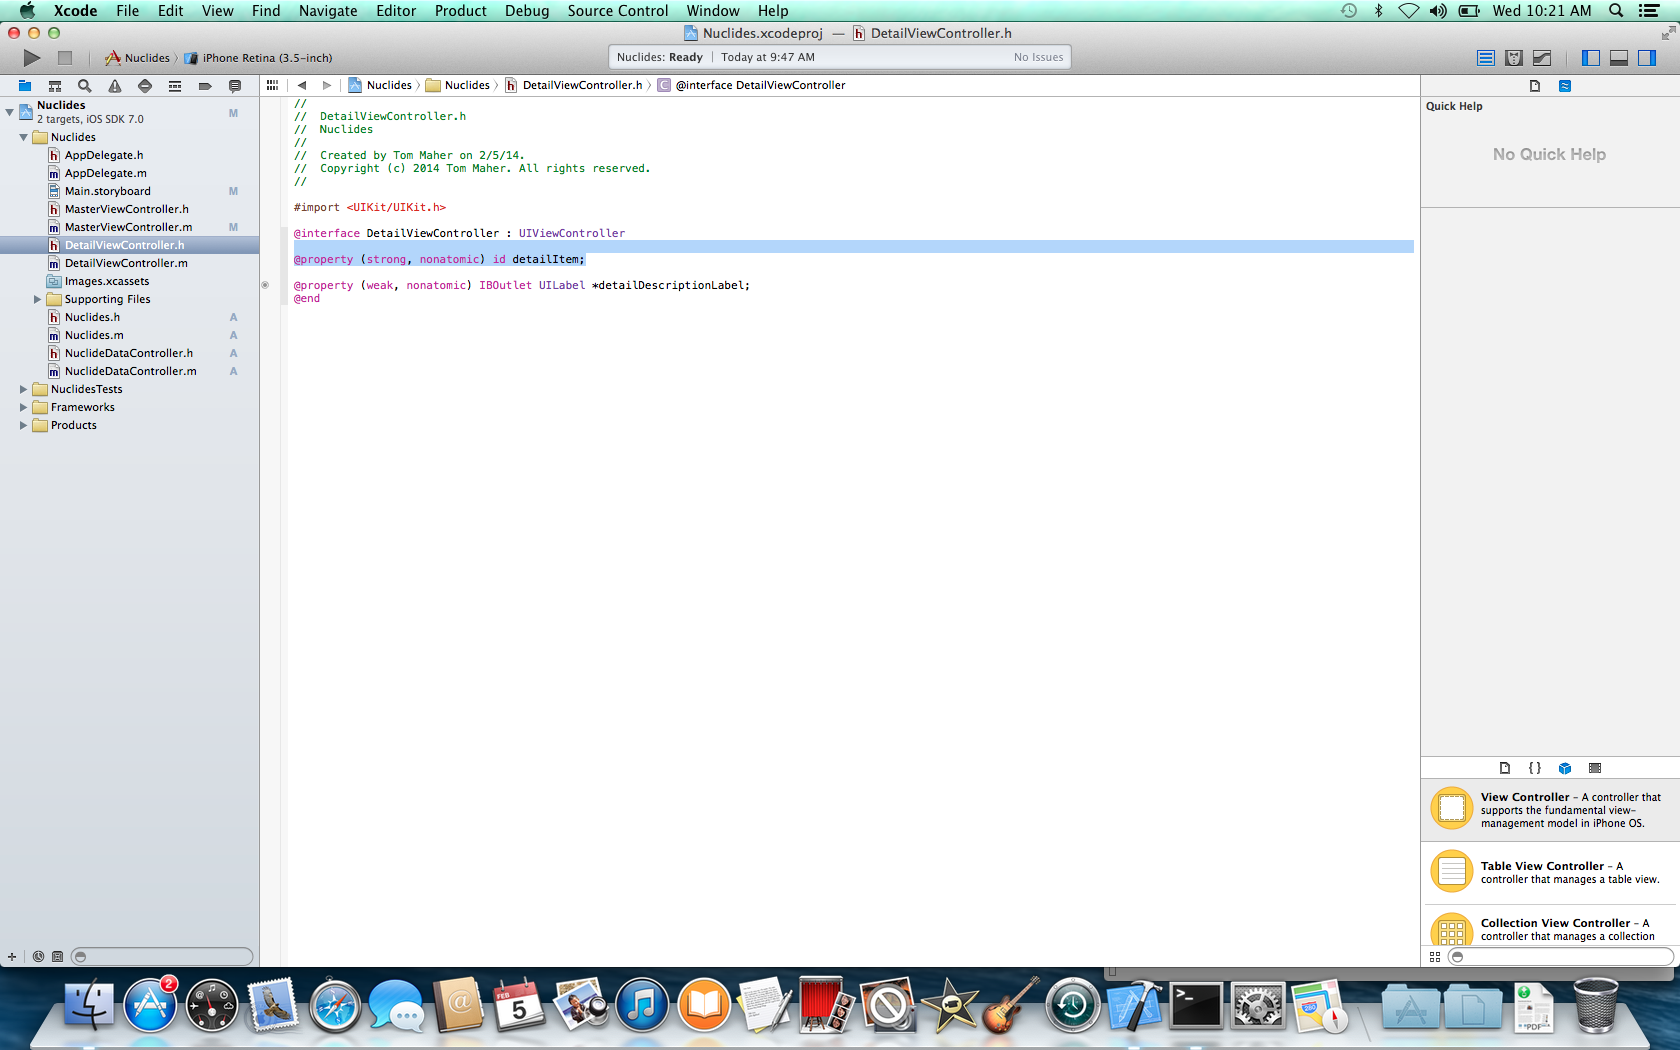 Xcode File Edit View Find Navigate Editor Product Debug Source Control Window Help Wed 10:21 AM
Nuclides.xcodeproj — DetailViewController.h
Nuclides iPhone Retina (3.5-inch)
Nuclides: Ready Today at 9:47 AM No Issues
Nuclides Nuclides DetailViewController.h @interface DetailViewController
Nuclides
2 targets, iOS SDK 7.0 M
Nuclides
AppDelegate.h
AppDelegate.m
Main.storyboard M
MasterViewController.h
MasterViewController.m M
DetailViewController.h
DetailViewController.m
Images.xcassets
Supporting Files
Nuclides.h A
Nuclides.m A
NuclideDataController.h A
NuclideDataController.m A
NuclidesTests
Frameworks
Products
//
// DetailViewController.h
// Nuclides
//
// Created by Tom Maher on 2/5/14.
// Copyright (c) 2014 Tom Maher. All rights reserved.
//
#import <UIKit/UIKit.h>
@interface DetailViewController : UIViewController
@property (strong, nonatomic) id detailItem;
@property (weak, nonatomic) IBOutlet UILabel *detailDescriptionLabel;
@end
Quick Help
No Quick Help
{ }
View Controller – A controller that
supports the fundamental view-
management model in iPhone OS.
Table View Controller – A
controller that manages a table view.
Collection View Controller – A
controller that manages a collection
2
FEB
5
PDF